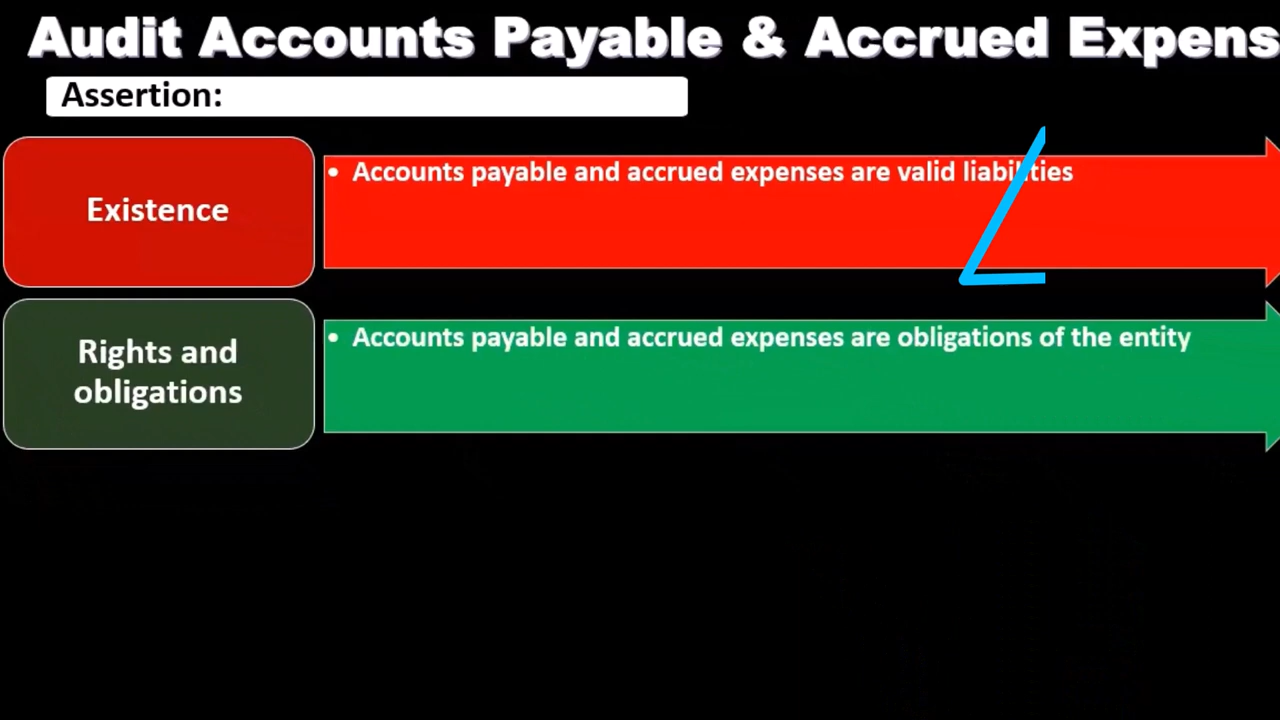 Audit Accounts Payable & Accrued Expens
Assertion:
Existence
• Accounts payable and accrued expenses are valid liabilities
Rights and
obligations
• Accounts payable and accrued expenses are obligations of the entity